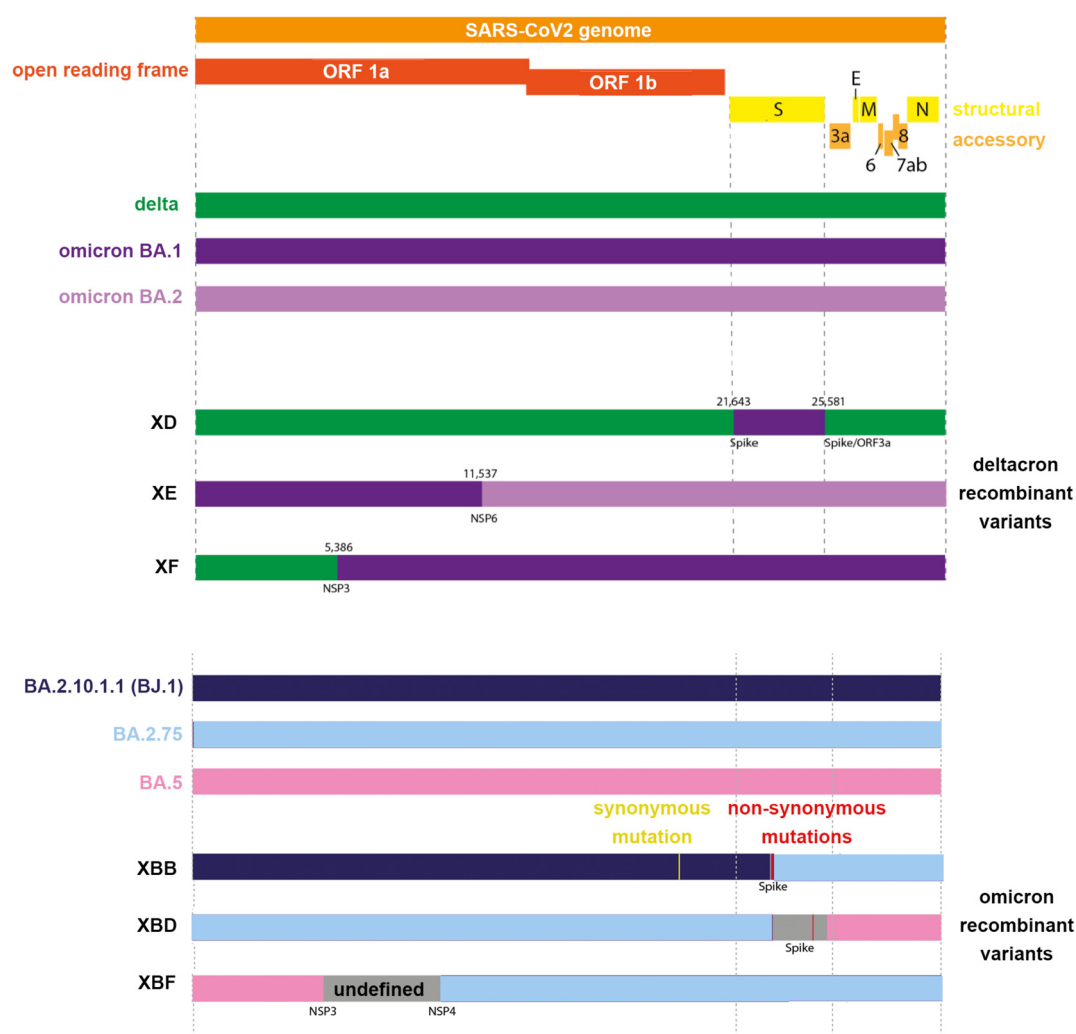 SARS-CoV2 genome
open reading frame
ORF 1a
ORF 1b
E
S
M
N
structural
3a
8
accessory
6
7ab
delta
omicron BA.1
omicron BA.2
21,643
25,581
XD
Spike
Spike/ORF3a
11,537
XE
NSP6
deltacron
recombinant
variants
5,386
XF
NSP3
BA.2.10.1.1 (BJ.1)
BA.2.75
BA.5
synonymous
mutation
non-synonymous
mutations
XBB
Spike
XBD
Spike
omicron
recombinant
variants
XBF
undefined
NSP3
NSP4